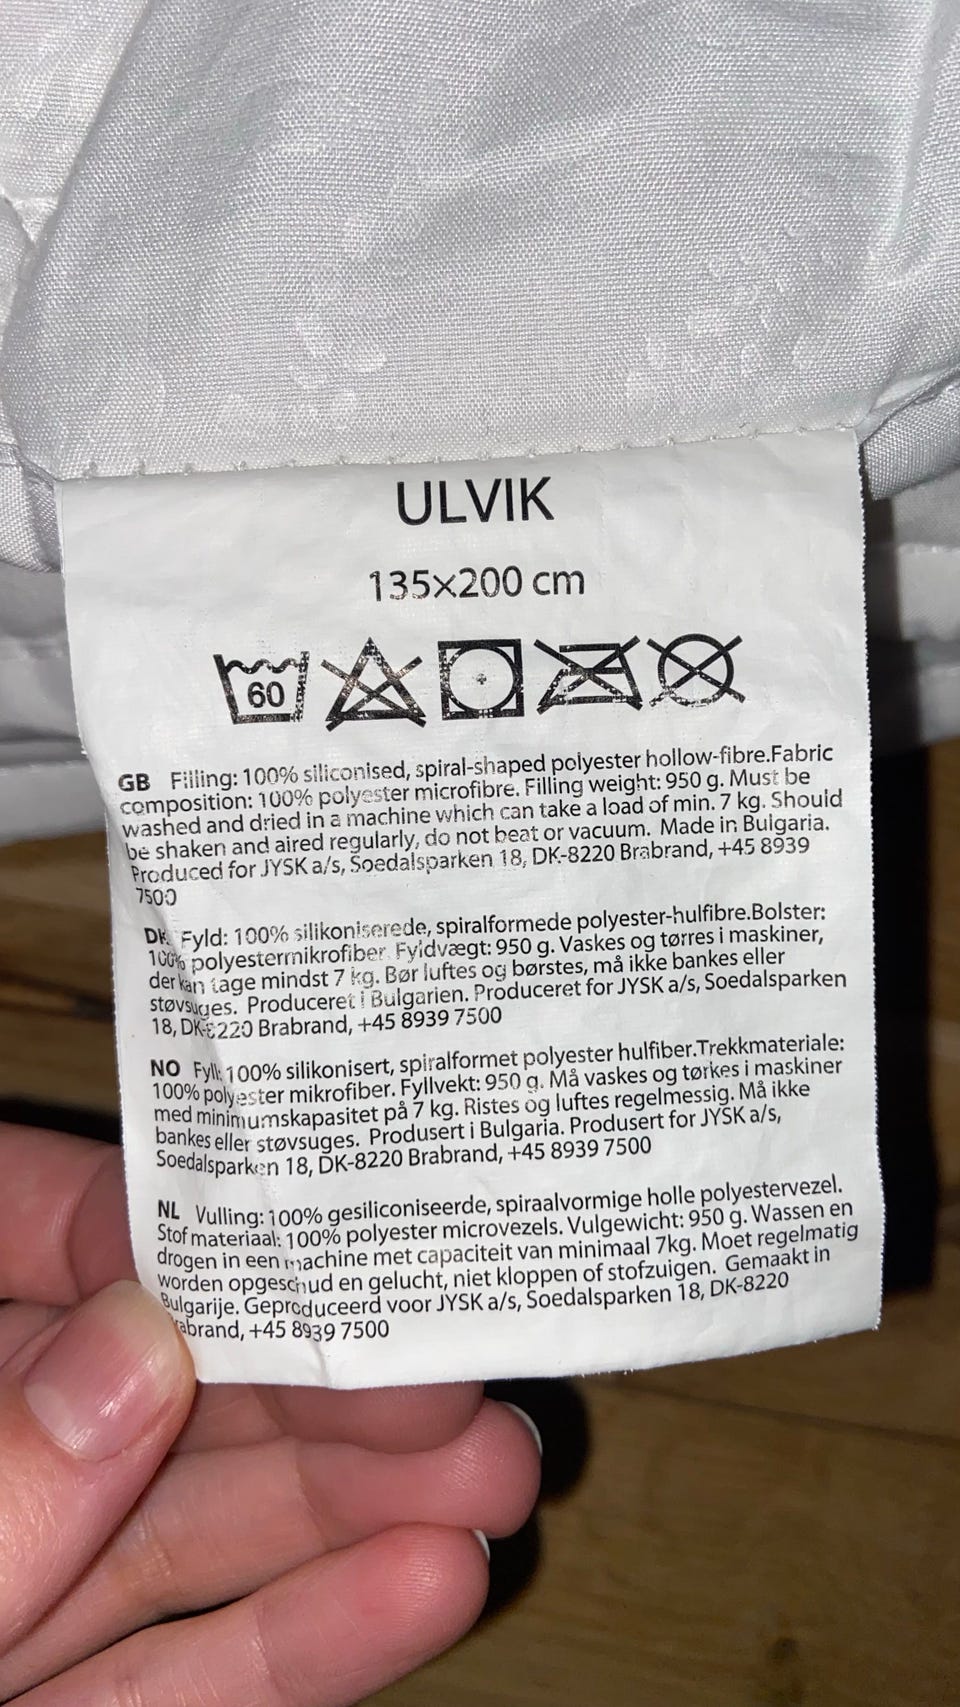 ULVIK
135×200 cm
60
GB Filling: 100% siliconised, spiral-shaped polyester hollow-fibre.Fabric
composition: 100% polyester microfibre. Filling weight: 950 g. Must be
washed and dried in a machine which can take a load of min. 7 kg. Should
be shaken and aired regularly, do not beat or vacuum. Made in Bulgaria.
Produced for JYSK a/s, Soedalsparken 18, DK-8220 Brabrand, +45 8939
7500
DK Fyld: 100% silikoniserede, spiralformede polyester-hulfibre.Bolster:
100% polyestermikrofiber. Fyldvægt: 950 g. Vaskes og tørres i maskiner,
der kan tage mindst 7 kg. Bør luftes og børstes, må ikke bankes eller
støvsuges. Produceret i Bulgarien. Produceret for JYSK a/s, Soedalsparken
18, DK-8220 Brabrand, +45 8939 7500
NO Fyll: 100% silikonisert, spiralformet polyester hulfiber.Trekkmateriale:
100% polyester mikrofiber. Fyllvekt: 950 g. Må vaskes og tørkes i maskiner
med minimumskapasitet på 7 kg. Ristes og luftes regelmessig. Må ikke
bankes eller støvsuges. Produsert i Bulgaria. Produsert for JYSK a/s,
Soedalsparken 18, DK-8220 Brabrand, +45 8939 7500
NL Vulling: 100% gesiliconiseerde, spiraalvormige holle polyestervezel.
Stof materiaal: 100% polyester microvezels. Vulgewicht: 950 g. Wassen en
drogen in een machine met capaciteit van minimaal 7kg. Moet regelmatig
worden opgeschud en gelucht, niet kloppen of stofzuigen. Gemaakt in
Bulgarije. Geproduceerd voor JYSK a/s, Soedalsparken 18, DK-8220
Brabrand, +45 8939 7500